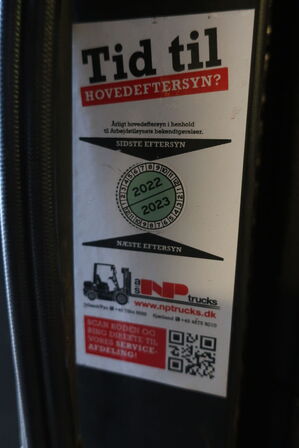 Tid til
HOVEDEFTERSYN?
Årligt hovedeftersyn i henhold
til Arbejdstilsynets bekendtgørelser.
SIDSTE EFTERSYN
2022
2023
NÆSTE EFTERSYN
a/s NP trucks
www.nptrucks.dk
SCAN KODEN OG
RING DIREKTE TIL
VORES SERVICE-
AFDELING!